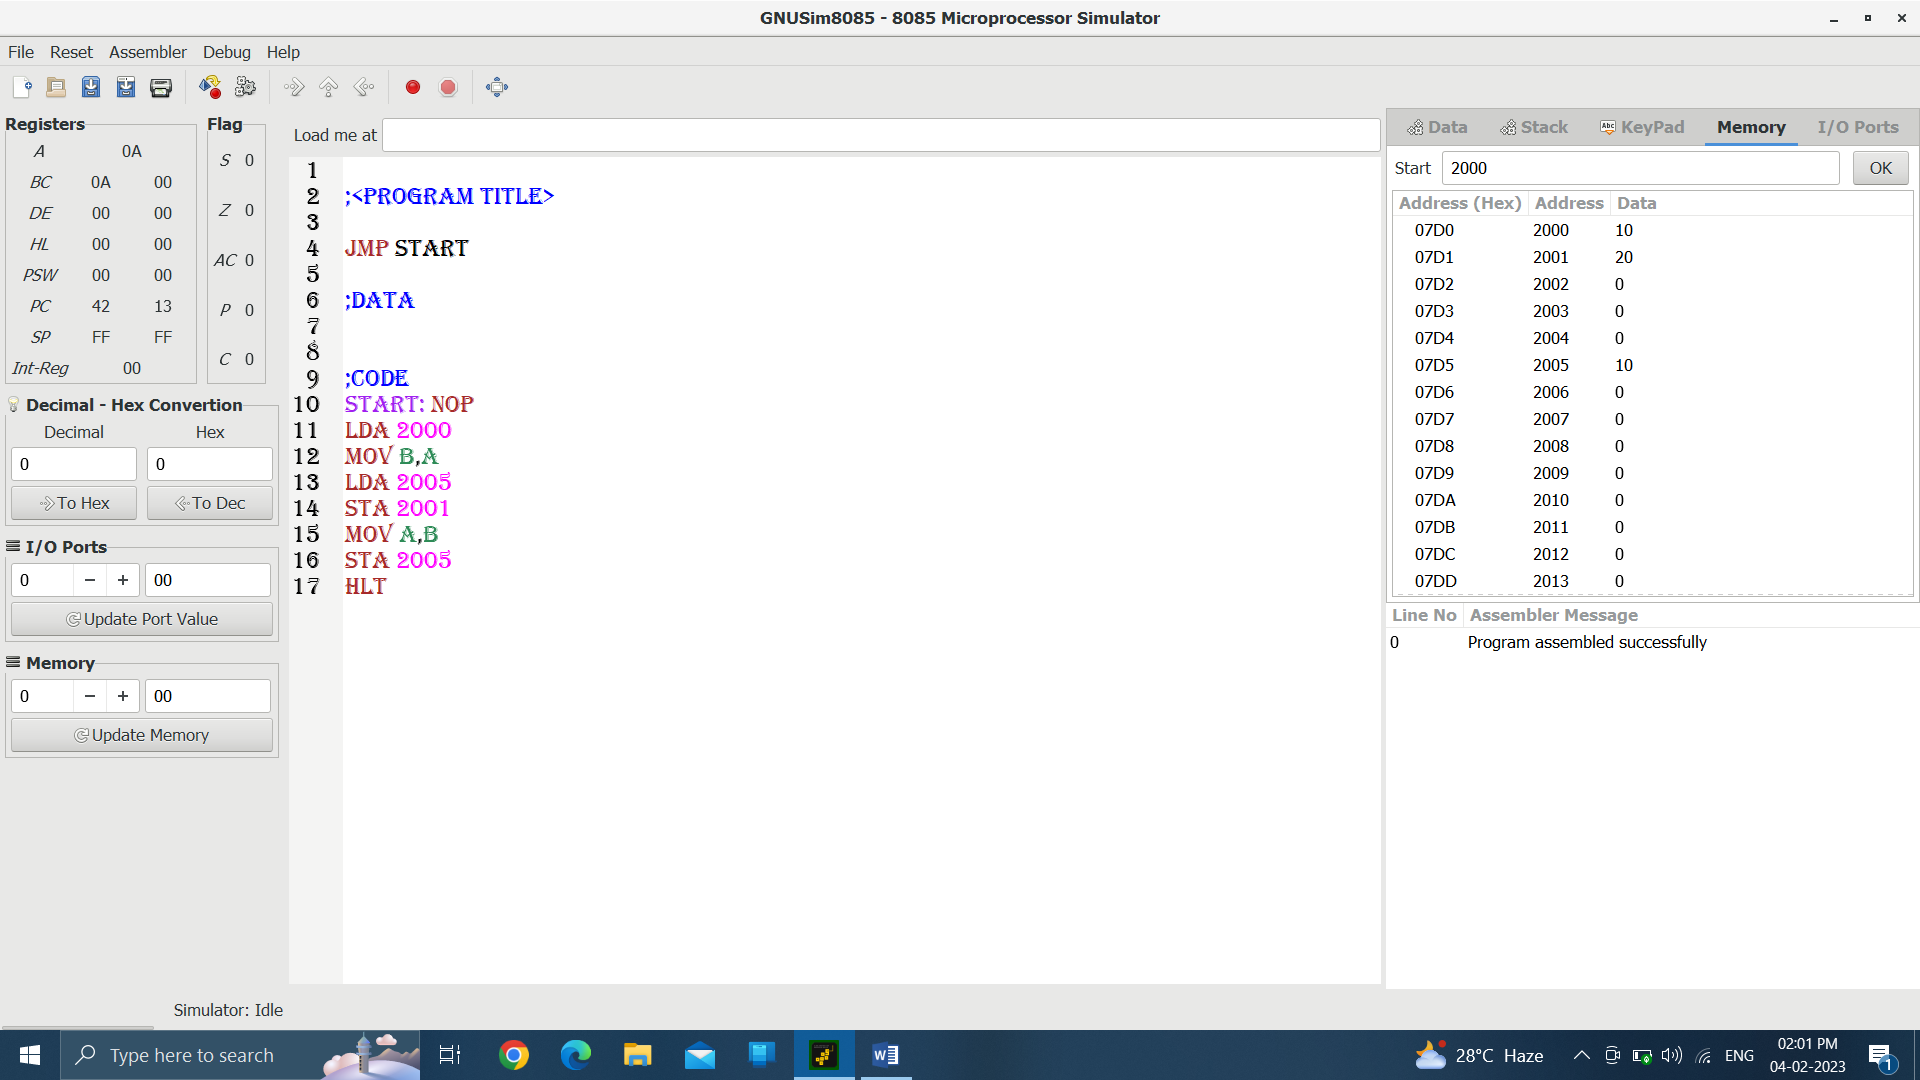 GNUSim8085 - 8085 Microprocessor Simulator
File Reset Assembler Debug Help
Registers
A 0A
BC 0A 00
DE 00 00
HL 00 00
PSW 00 00
PC 42 13
SP FF FF
Int-Reg 00
Flag
S 0
Z 0
AC 0
P 0
C 0
Decimal - Hex Convertion
Decimal Hex
0 0
To Hex To Dec
I/O Ports
0 − + 00
Update Port Value
Memory
0 − + 00
Update Memory
Load me at
1
2 ;<PROGRAM TITLE>
3
4 JMP START
5
6 ;DATA
7
8
9 ;CODE
10 START: NOP
11 LDA 2000
12 MOV B,A
13 LDA 2005
14 STA 2001
15 MOV A,B
16 STA 2005
17 HLT
Data Stack Abc KeyPad Memory I/O Ports
Start 2000 OK
Address (Hex) Address Data
07D0 2000 10
07D1 2001 20
07D2 2002 0
07D3 2003 0
07D4 2004 0
07D5 2005 10
07D6 2006 0
07D7 2007 0
07D8 2008 0
07D9 2009 0
07DA 2010 0
07DB 2011 0
07DC 2012 0
07DD 2013 0
Line No Assembler Message
0 Program assembled successfully
Simulator: Idle
Type here to search
28°C Haze
ENG
02:01 PM
04-02-2023
1